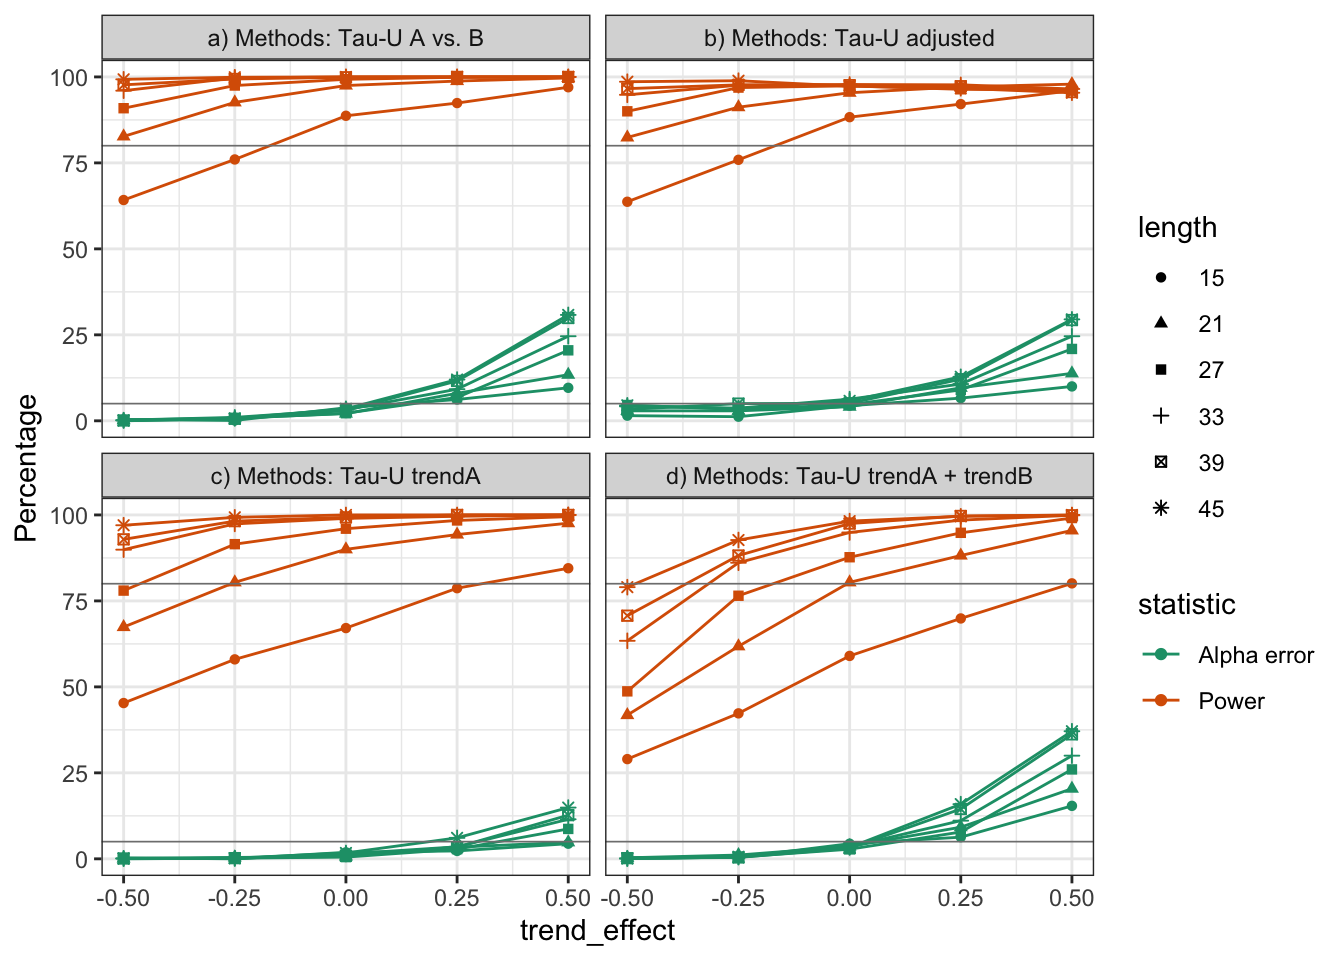 a) Methods: Tau-U A vs. B
b) Methods: Tau-U adjusted
100
75
50
25
0
c) Methods: Tau-U trendA
d) Methods: Tau-U trendA + trendB
100
75
50
25
0
-0.50
-0.25
0.00
0.25
0.50
-0.50
-0.25
0.00
0.25
0.50
trend_effect
Percentage
length
15
21
27
33
39
45
statistic
Alpha error
Power